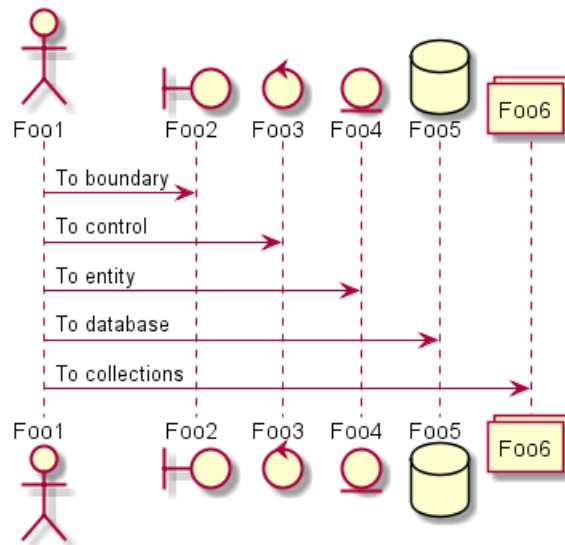 Foo1 Foo2 Foo3 Foo4 Foo5 Foo6
To boundary
To control
To entity
To database
To collections
Foo1 Foo2 Foo3 Foo4 Foo5 Foo6